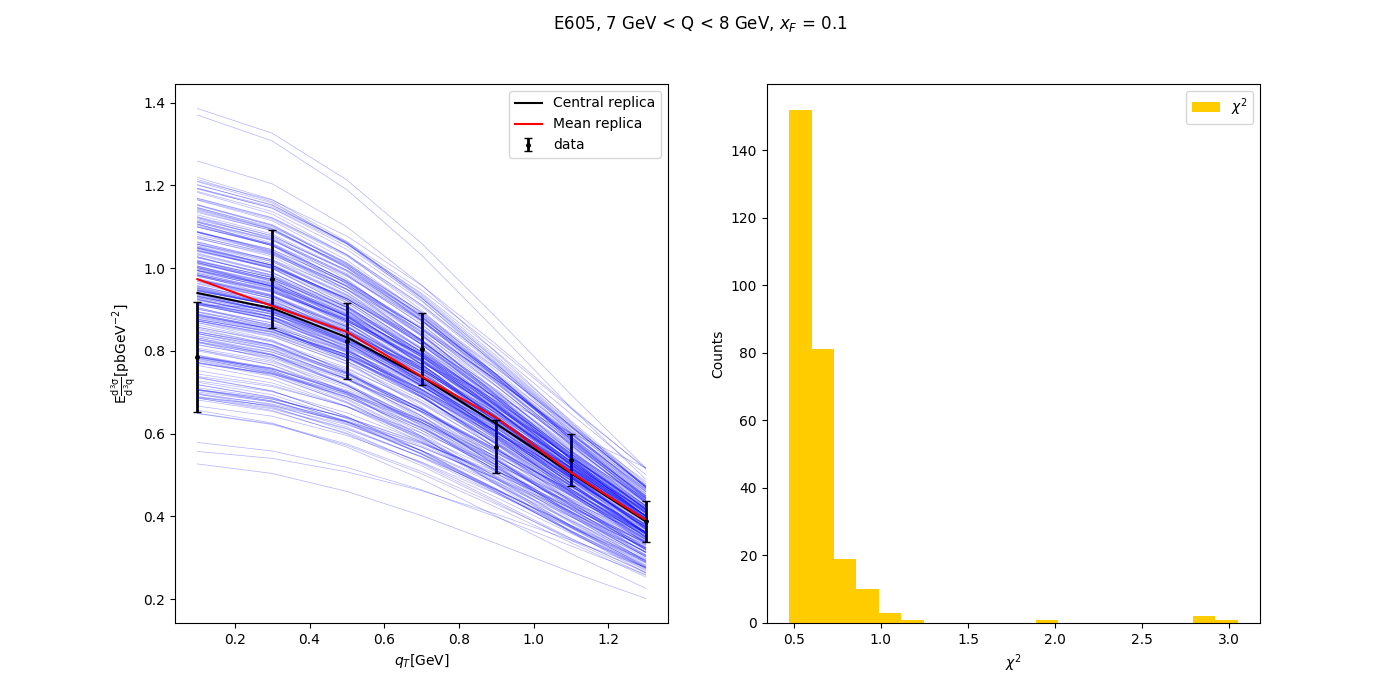 E605, 7 GeV < Q < 8 GeV, x_F = 0.1
Central replica
Mean replica
data
1.4
1.2
1.0
0.8
0.6
0.4
0.2
E d³σ/d³q [pbGeV⁻²]
0.2 0.4 0.6 0.8 1.0 1.2
q_T[GeV]
χ²
140
120
100
80
60
40
20
0
Counts
0.5 1.0 1.5 2.0 2.5 3.0
χ²